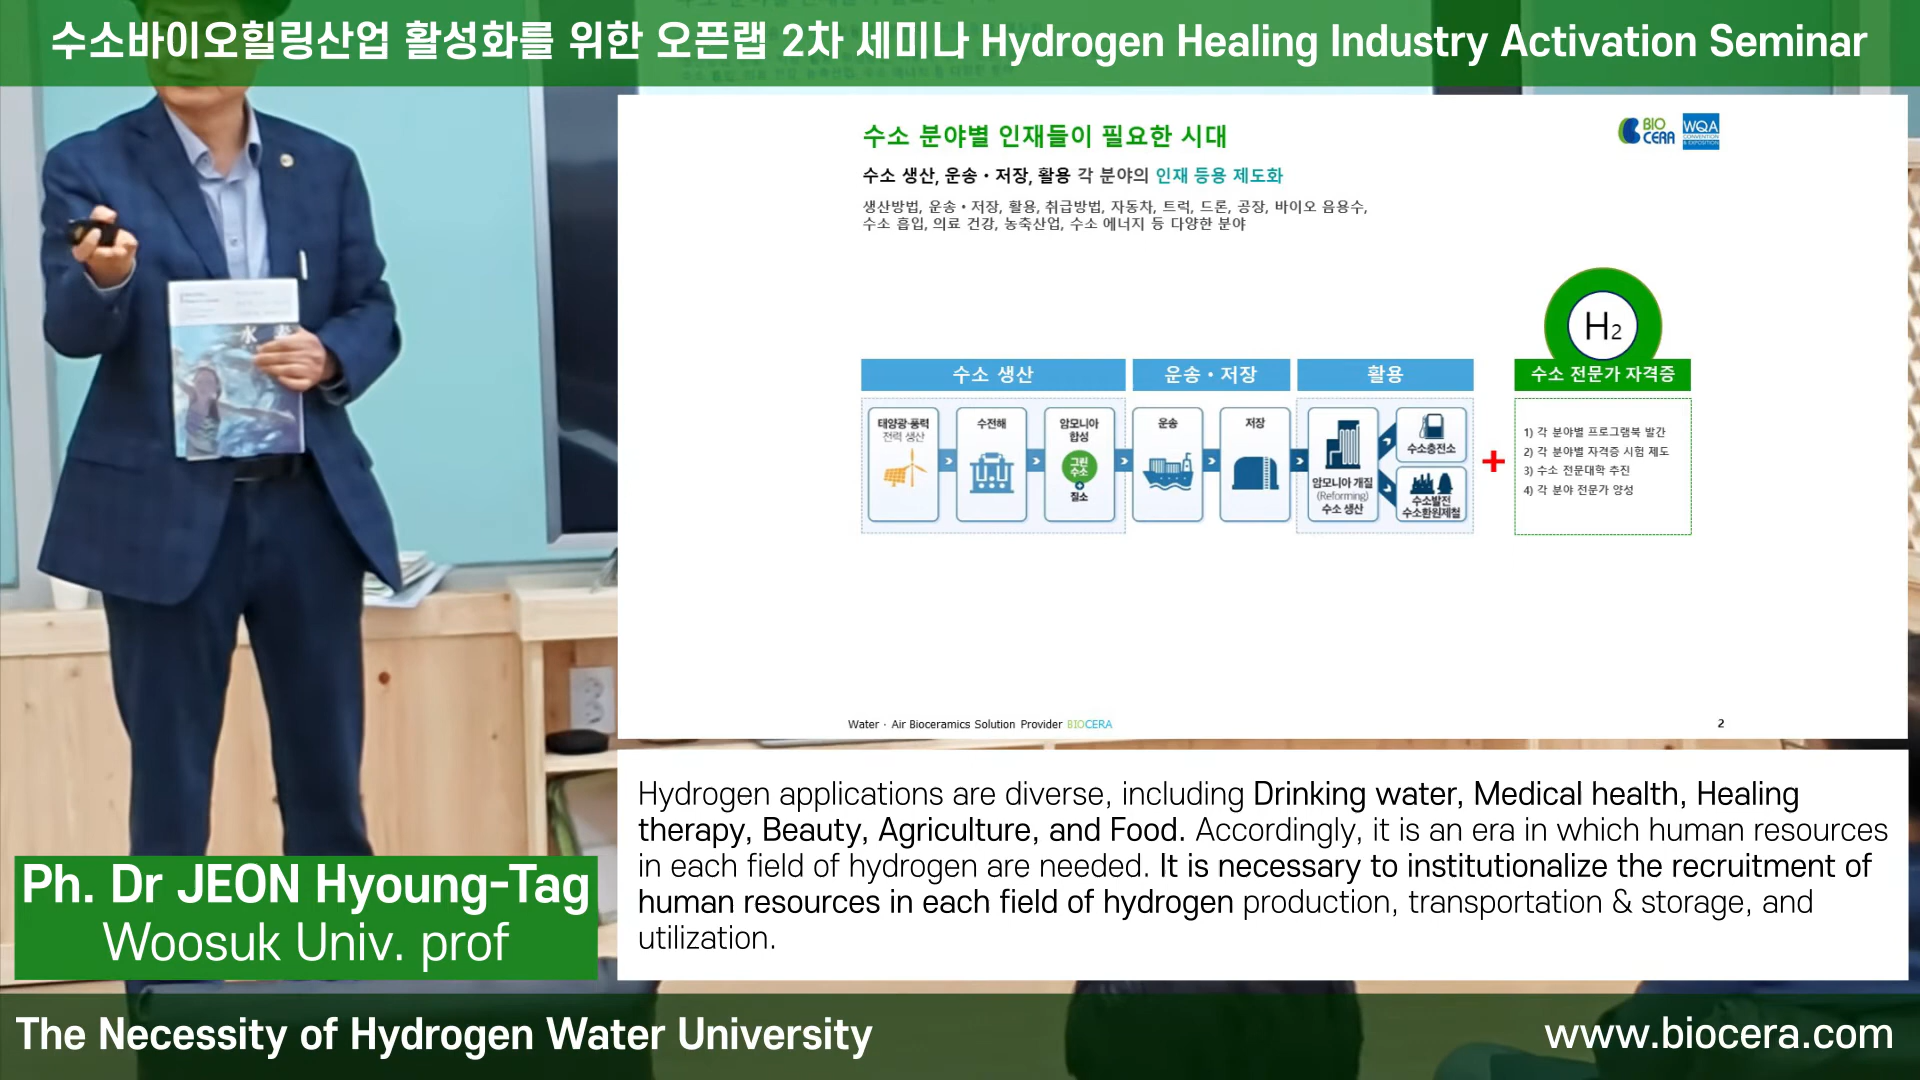 수소바이오힐링산업 활성화를 위한 오픈랩 2차 세미나 Hydrogen Healing Industry Activation Seminar
수소 분야별 인재들이 필요한 시대
BIO
CERA
WQA
CONVENTION
& EXPOSITION
수소 생산, 운송 • 저장, 활용 각 분야의 인재 등용 제도화
생산방법, 운송 • 저장, 활용, 취급방법, 자동차, 트럭, 드론, 공장, 바이오 음용수,
수소 흡입, 의료 건강, 농축산업, 수소 에너지 등 다양한 분야
H2
수소 생산
운송 • 저장
활용
수소 전문가 자격증
태양광·풍력
전력 생산
수전해
암모니아
합성
그린
수소
질소
운송
저장
암모니아 개질
(Reforming)
수소 생산
수소충전소
수소발전
수소환원제철
+
1) 각 분야별 프로그램북 발간
2) 각 분야별 자격증 시험 제도
3) 수소 전문대학 추진
4) 각 분야 전문가 양성
Water · Air Bioceramics Solution Provider BIOCERA
2
水 素
Hydrogen applications are diverse, including Drinking water, Medical health, Healing
therapy, Beauty, Agriculture, and Food. Accordingly, it is an era in which human resources
in each field of hydrogen are needed. It is necessary to institutionalize the recruitment of
human resources in each field of hydrogen production, transportation & storage, and
utilization.
Ph. Dr JEON Hyoung-Tag
Woosuk Univ. prof
The Necessity of Hydrogen Water University
www.biocera.com